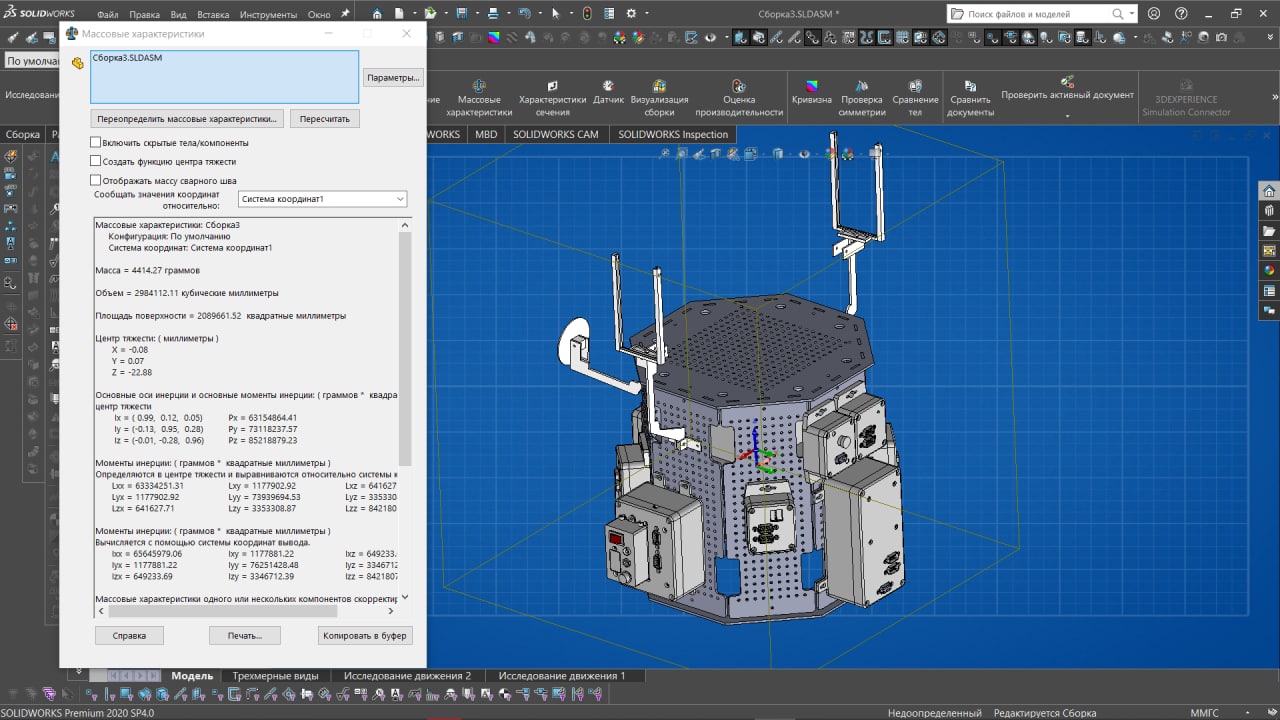 SOLIDWORKS
Файл Правка Вид Вставка Инструменты Окно
Сборка3.SLDASM *
Поиск файлов и моделей
Массовые характеристики
По умолча
Сборка3.SLDASM
Параметры...
Исследовани
Переопределить массовые характеристики...
Пересчитать
ние
Массовые характеристики
Характеристики сечения
Датчик
Визуализация сборки
Оценка производительности
Кривизна
Проверка симметрии
Сравнение тел
Сравнить документы
Проверить активный документ
3DEXPERIENCE Simulation Connector
Сборка
WORKS
MBD
SOLIDWORKS CAM
SOLIDWORKS Inspection
Включить скрытые тела/компоненты
Создать функцию центра тяжести
Отображать массу сварного шва
Сообщать значения координат
относительно:
Система координат1
Массовые характеристики: Сборка3
Конфигурация: По умолчанию
Система координат: Система координат1
Масса = 4414.27 граммов
Объем = 2984112.11 кубические миллиметры
Площадь поверхности = 2089661.52 квадратные миллиметры
Центр тяжести: ( миллиметры )
X = -0.08
Y = 0.07
Z = -22.88
Основные оси инерции и основные моменты инерции: ( граммов * квадра
центр тяжести
Ix = ( 0.99, 0.12, 0.05) Px = 63154864.41
Iy = (-0.13, 0.95, 0.28) Py = 73118237.57
Iz = (-0.01, -0.28, 0.96) Pz = 85218879.23
Моменты инерции: ( граммов * квадратные миллиметры )
Определяются в центре тяжести и выравниваются относительно системы к
Lxx = 63334251.31 Lxy = 1177902.92 Lxz = 641627
Lyx = 1177902.92 Lyy = 73939694.53 Lyz = 335330
Lzx = 641627.71 Lzy = 3353308.87 Lzz = 842180
Моменты инерции: ( граммов * квадратные миллиметры )
Вычисляется с помощью системы координат вывода.
Ixx = 65645979.06 Ixy = 1177881.22 Ixz = 649233.
Iyx = 1177881.22 Iyy = 76251428.48 Iyz = 334671
Izx = 649233.69 Izy = 3346712.39 Izz = 842180
Массовые характеристики одного или нескольких компонентов скорректир
Справка
Печать...
Копировать в буфер
Модель
Трехмерные виды
Исследование движения 2
Исследование движения 1
SOLIDWORKS Premium 2020 SP4.0
Недоопределенный
Редактируется Сборка
ММГС